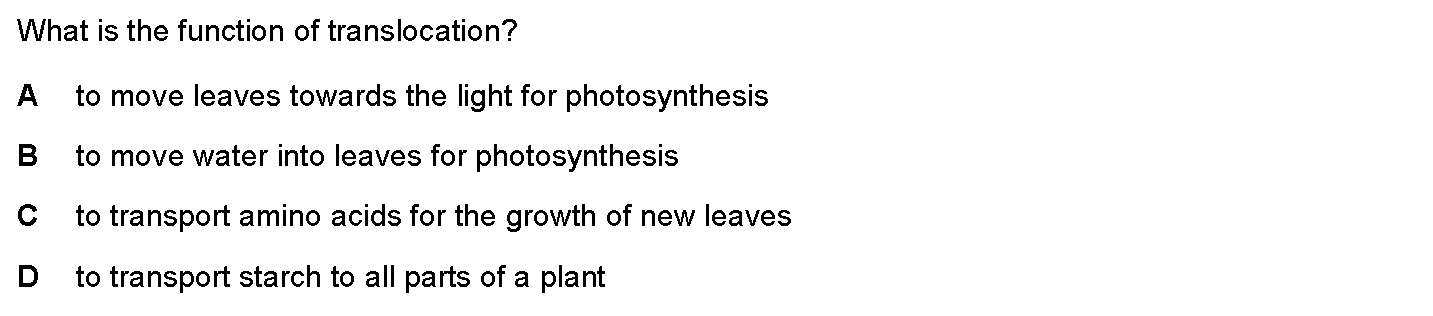 What is the function of translocation?
A to move leaves towards the light for photosynthesis
B to move water into leaves for photosynthesis
C to transport amino acids for the growth of new leaves
D to transport starch to all parts of a plant